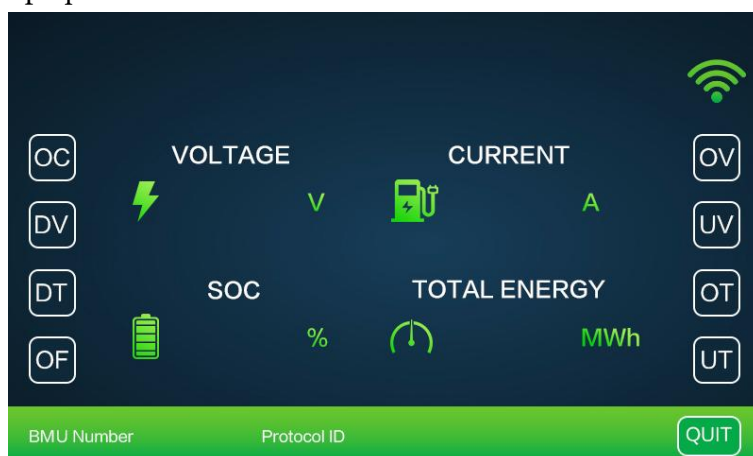 OC VOLTAGE CURRENT OV
DV V A UV
DT SOC TOTAL ENERGY OT
OF % MWh UT
BMU Number Protocol ID QUIT